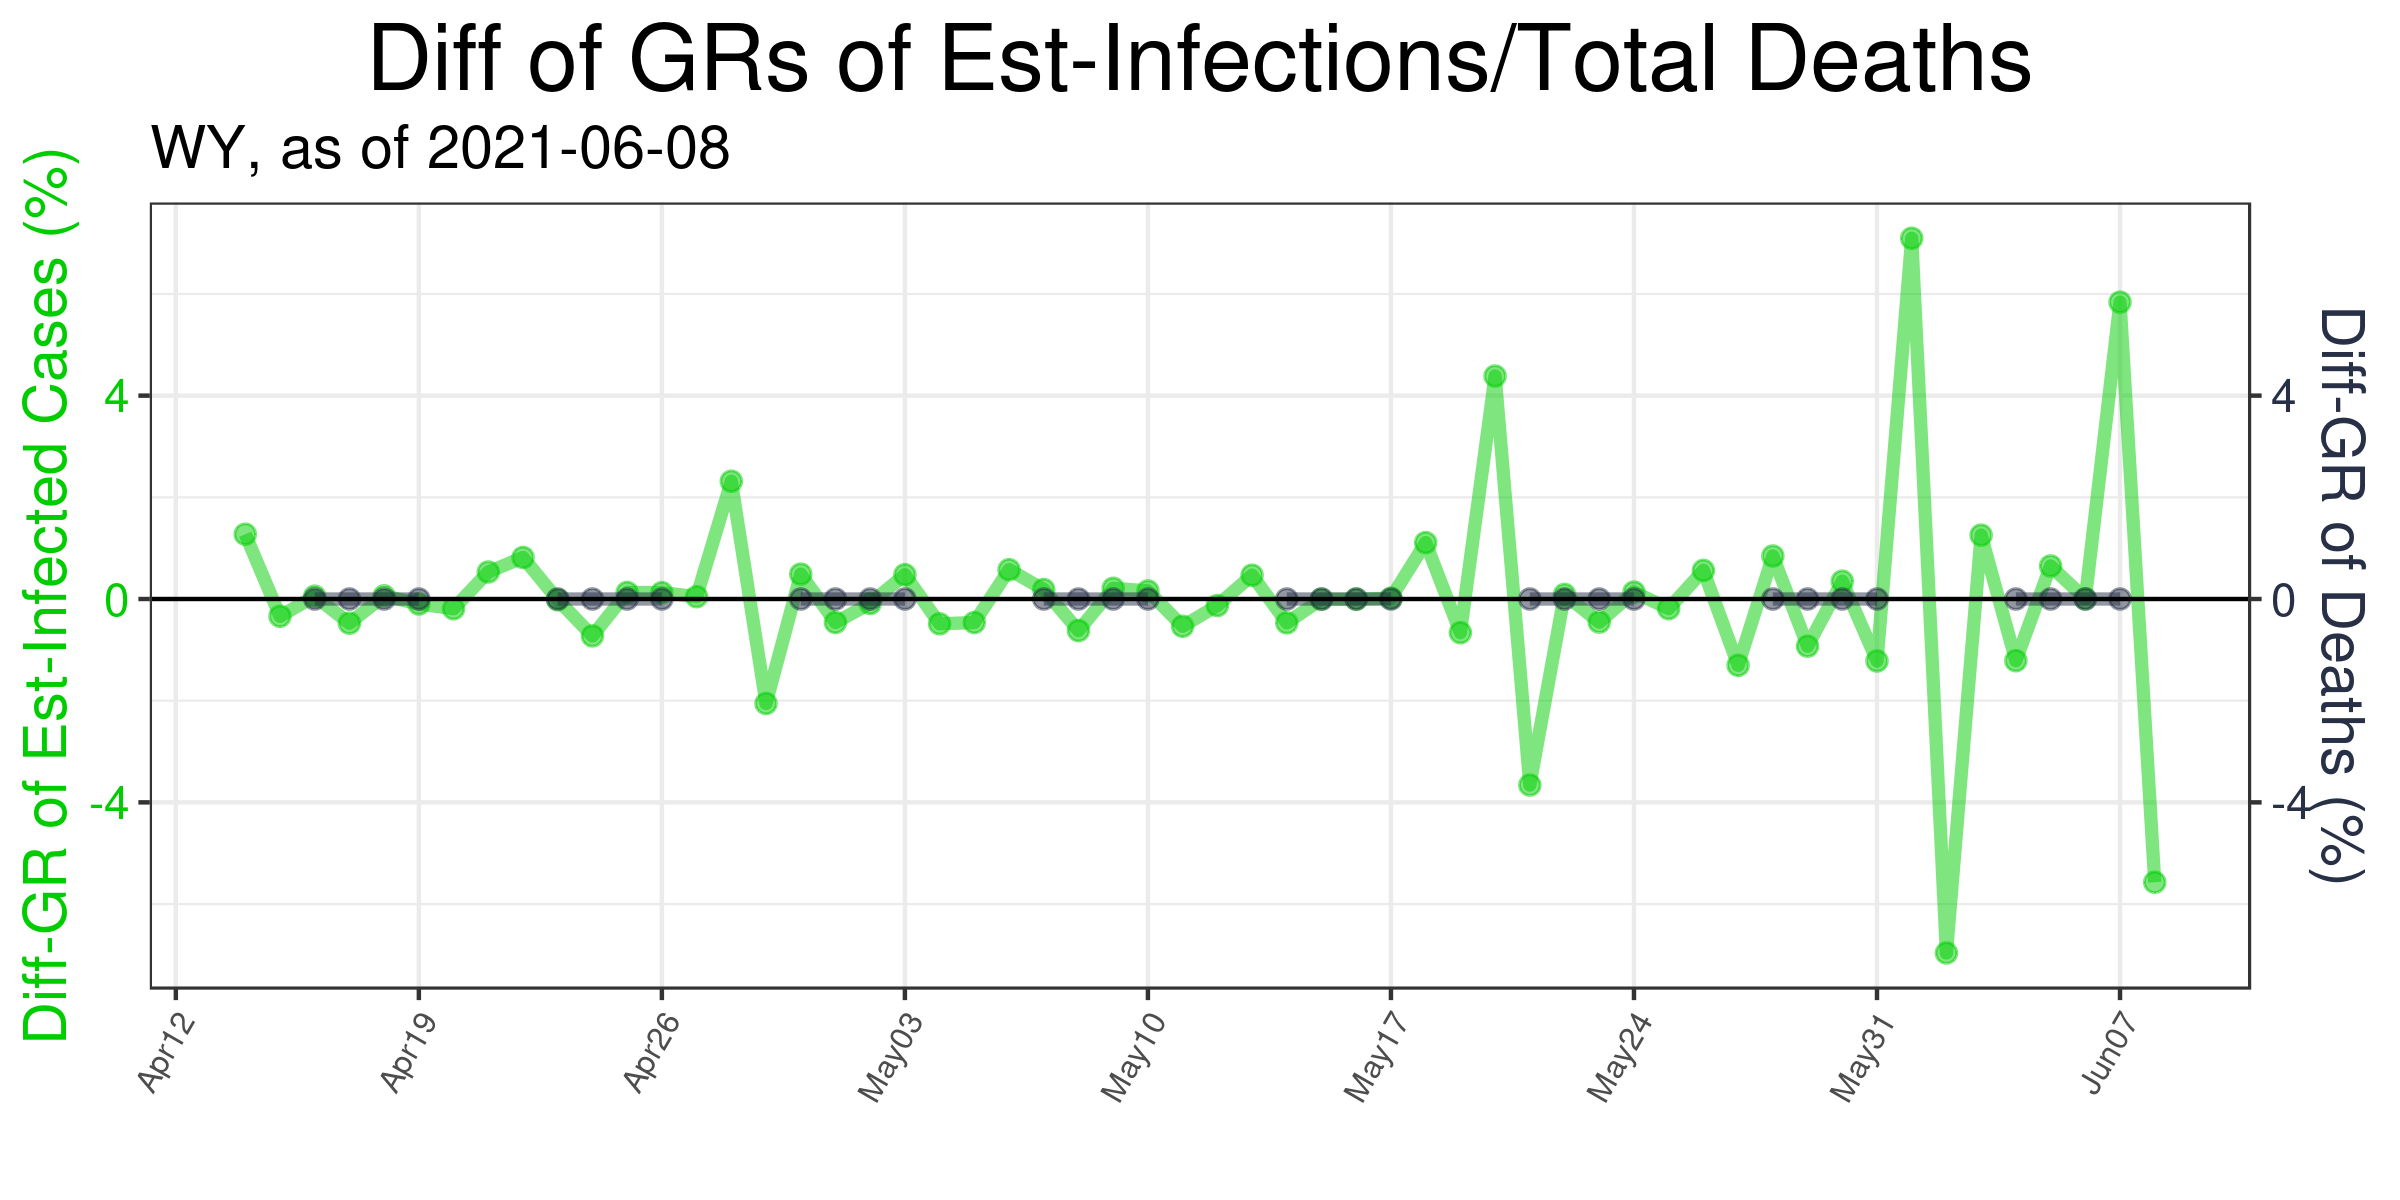 Diff of GRs of Est-Infections/Total Deaths
WY, as of 2021-06-08
Diff-GR of Est-Infected Cases (%)
4
0
-4
4
0
-4
Diff-GR of Deaths (%)
Apr12
Apr19
Apr26
May03
May10
May17
May24
May31
Jun07